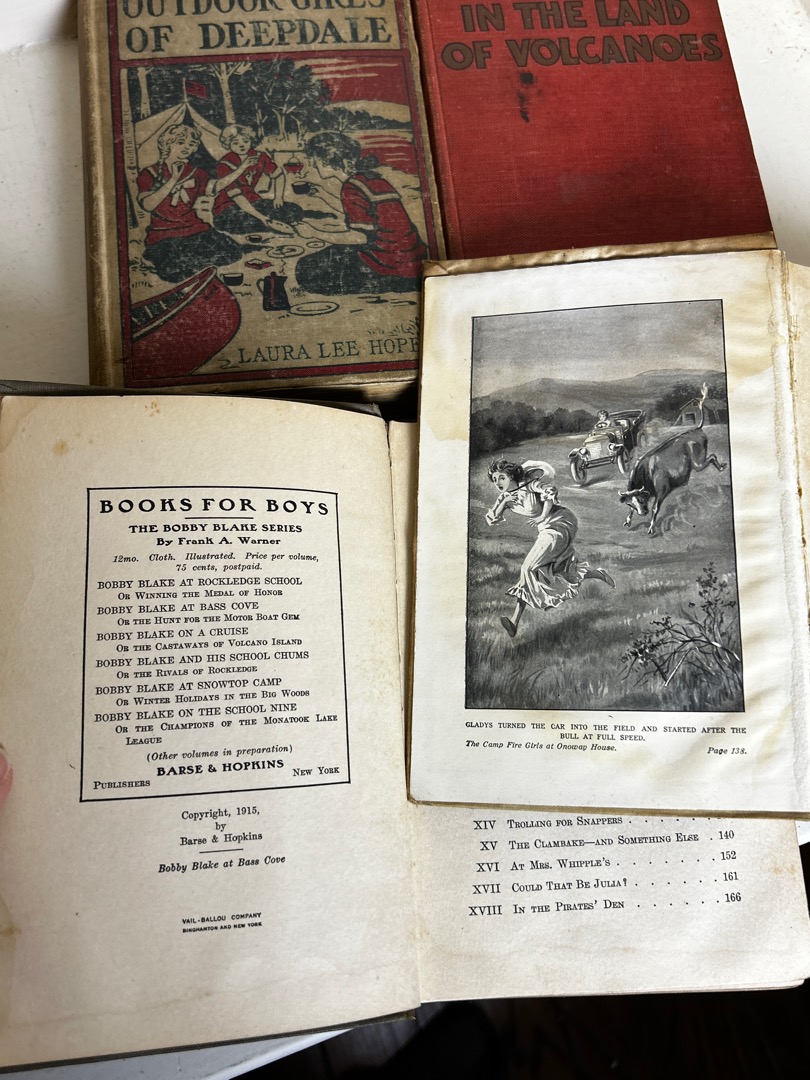 OUTDOOR GIRLS
OF DEEPDALE
LAURA LEE HOPE
IN THE LAND
OF VOLCANOES
BOOKS FOR BOYS
THE BOBBY BLAKE SERIES
By Frank A. Warner
12mo. Cloth. Illustrated. Price per volume,
75 cents, postpaid.
BOBBY BLAKE AT ROCKLEDGE SCHOOL
Or Winning the Medal of Honor
BOBBY BLAKE AT BASS COVE
Or the Hunt for the Motor Boat Gem
BOBBY BLAKE ON A CRUISE
Or the Castaways of Volcano Island
BOBBY BLAKE AND HIS SCHOOL CHUMS
Or the Rivals of Rockledge
BOBBY BLAKE AT SNOWTOP CAMP
Or Winter Holidays in the Big Woods
BOBBY BLAKE ON THE SCHOOL NINE
Or the Champions of the Monatook Lake
League
(Other volumes in preparation)
BARSE & HOPKINS
Publishers New York
Copyright, 1915,
by
Barse & Hopkins
Bobby Blake at Bass Cove
VAIL-BALLOU COMPANY
BINGHAMTON AND NEW YORK
GLADYS TURNED THE CAR INTO THE FIELD AND STARTED AFTER THE
BULL AT FULL SPEED.
The Camp Fire Girls at Onoway House. Page 138.
XIV Trolling for Snappers . . . . .
XV The Clambake—and Something Else . 140
XVI At Mrs. Whipple's . . . . . . . 152
XVII Could That Be Julia? . . . . . . 161
XVIII In the Pirates' Den . . . . . . 166